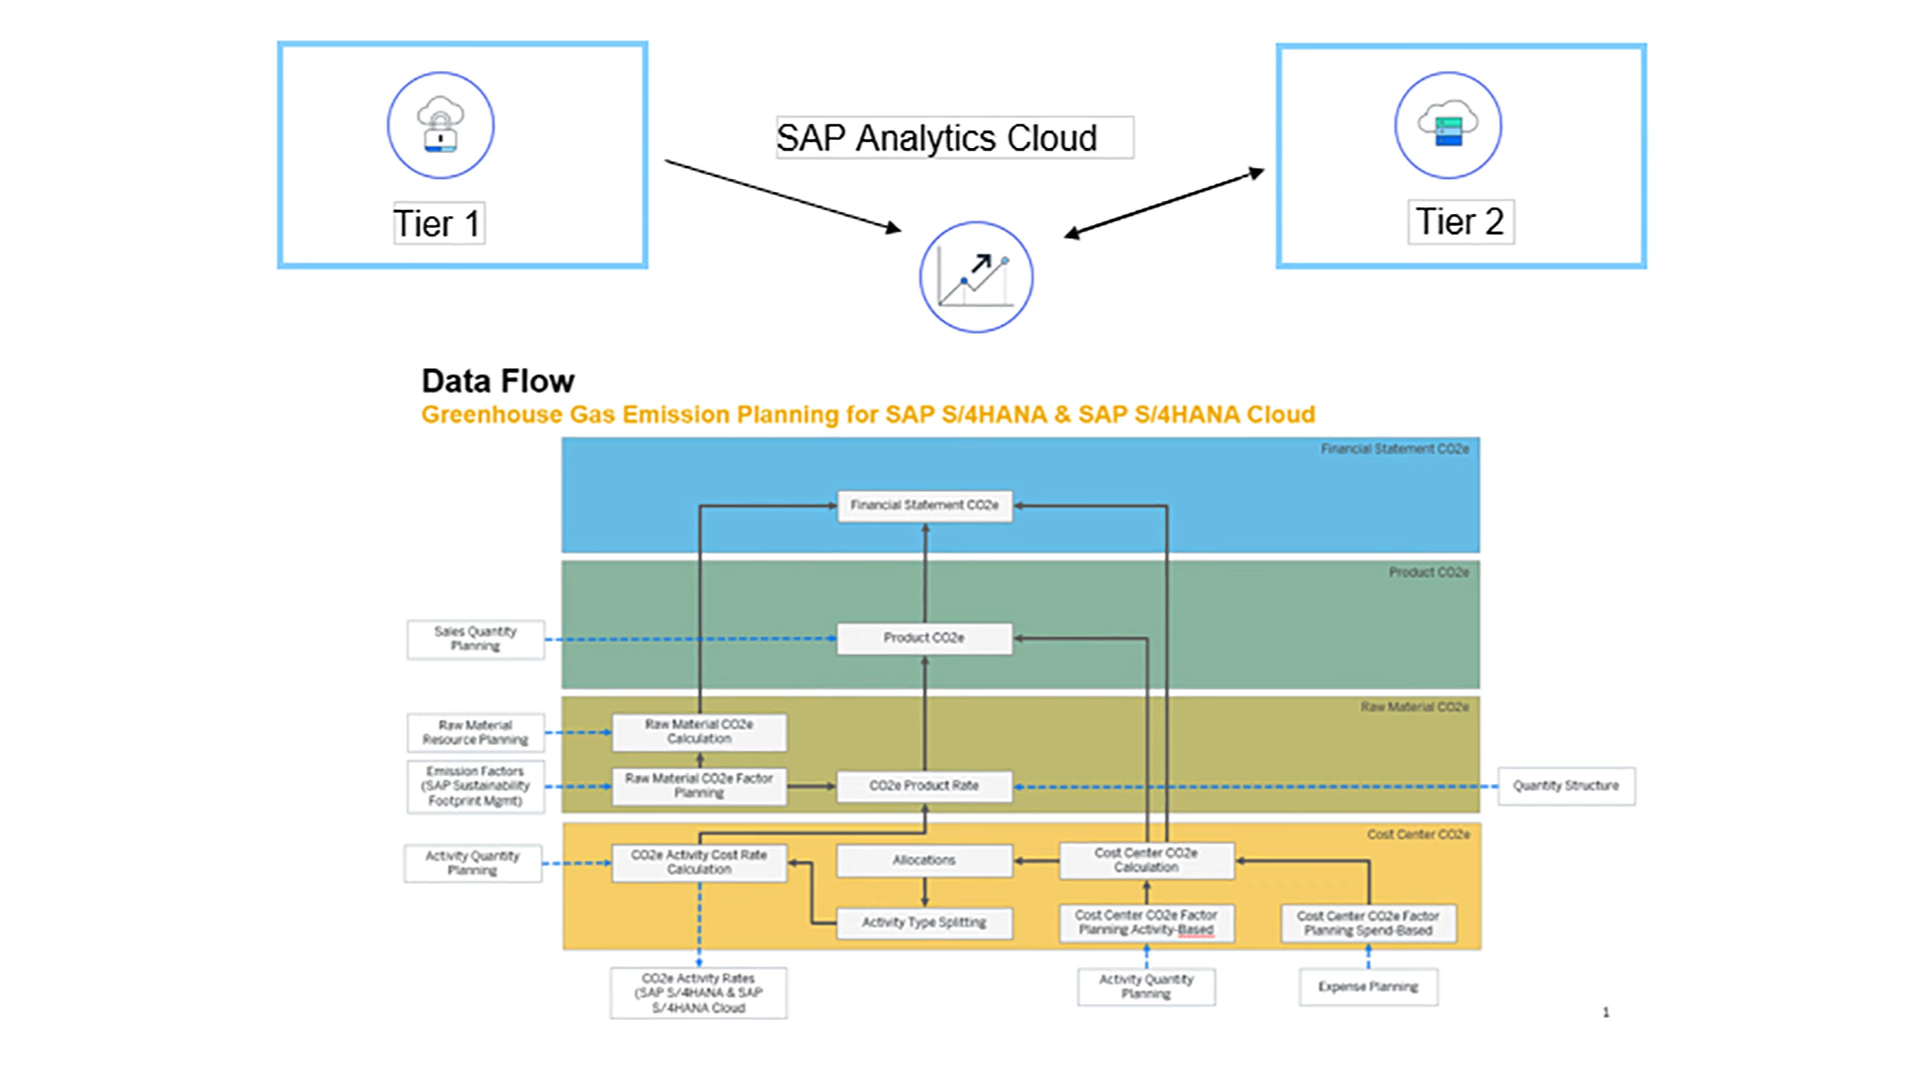 SAP Analytics Cloud
Tier 1
Tier 2
Data Flow
Greenhouse Gas Emission Planning for SAP S/4HANA & SAP S/4HANA Cloud
Financial Statement CO2e
Financial Statement CO2e
Product CO2e
Sales Quantity
Planning
Product CO2e
Raw Material CO2e
Raw Material
Resource Planning
Raw Material CO2e
Calculation
Emission Factors
(SAP Sustainability
Footprint Mgmt)
Raw Material CO2e Factor
Planning
CO2e Product Rate
Quantity Structure
Cost Center CO2e
Activity Quantity
Planning
CO2e Activity Cost Rate
Calculation
Allocations
Cost Center CO2e
Calculation
Activity Type Splitting
Cost Center CO2e Factor
Planning Activity-Based
Cost Center CO2e Factor
Planning Spend-Based
CO2e Activity Rates
(SAP S/4HANA & SAP
S/4HANA Cloud
Activity Quantity
Planning
Expense Planning
1